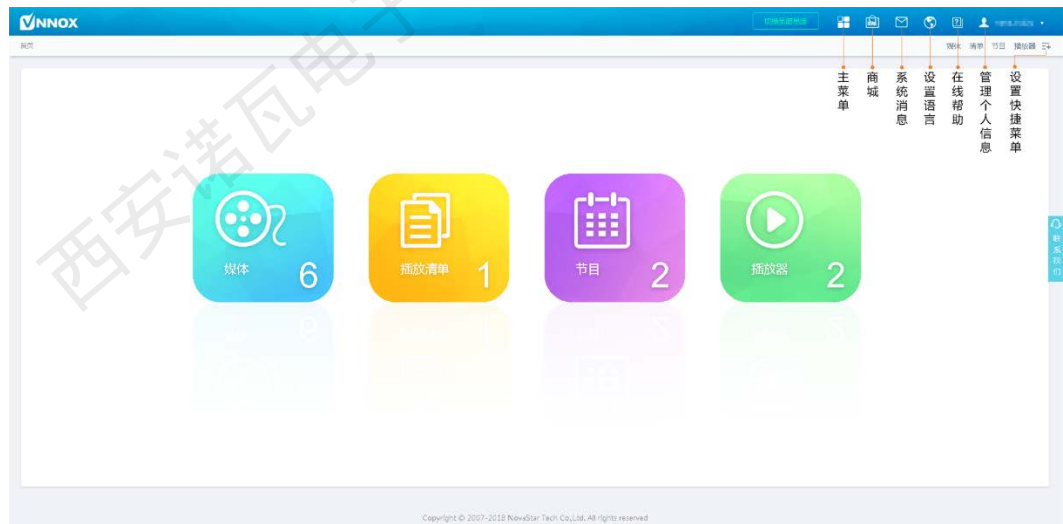 VNNOX
首页
媒体 清单 节目 播放器
主菜单
商城
系统消息
设置语言
在线帮助
管理个人信息
设置快捷菜单
媒体 6
播放清单 1
节目 2
播放器 2
联系我们
西安诺瓦电子
Copyright © 2007-2018 NovaStar Tech Co.,Ltd. All rights reserved